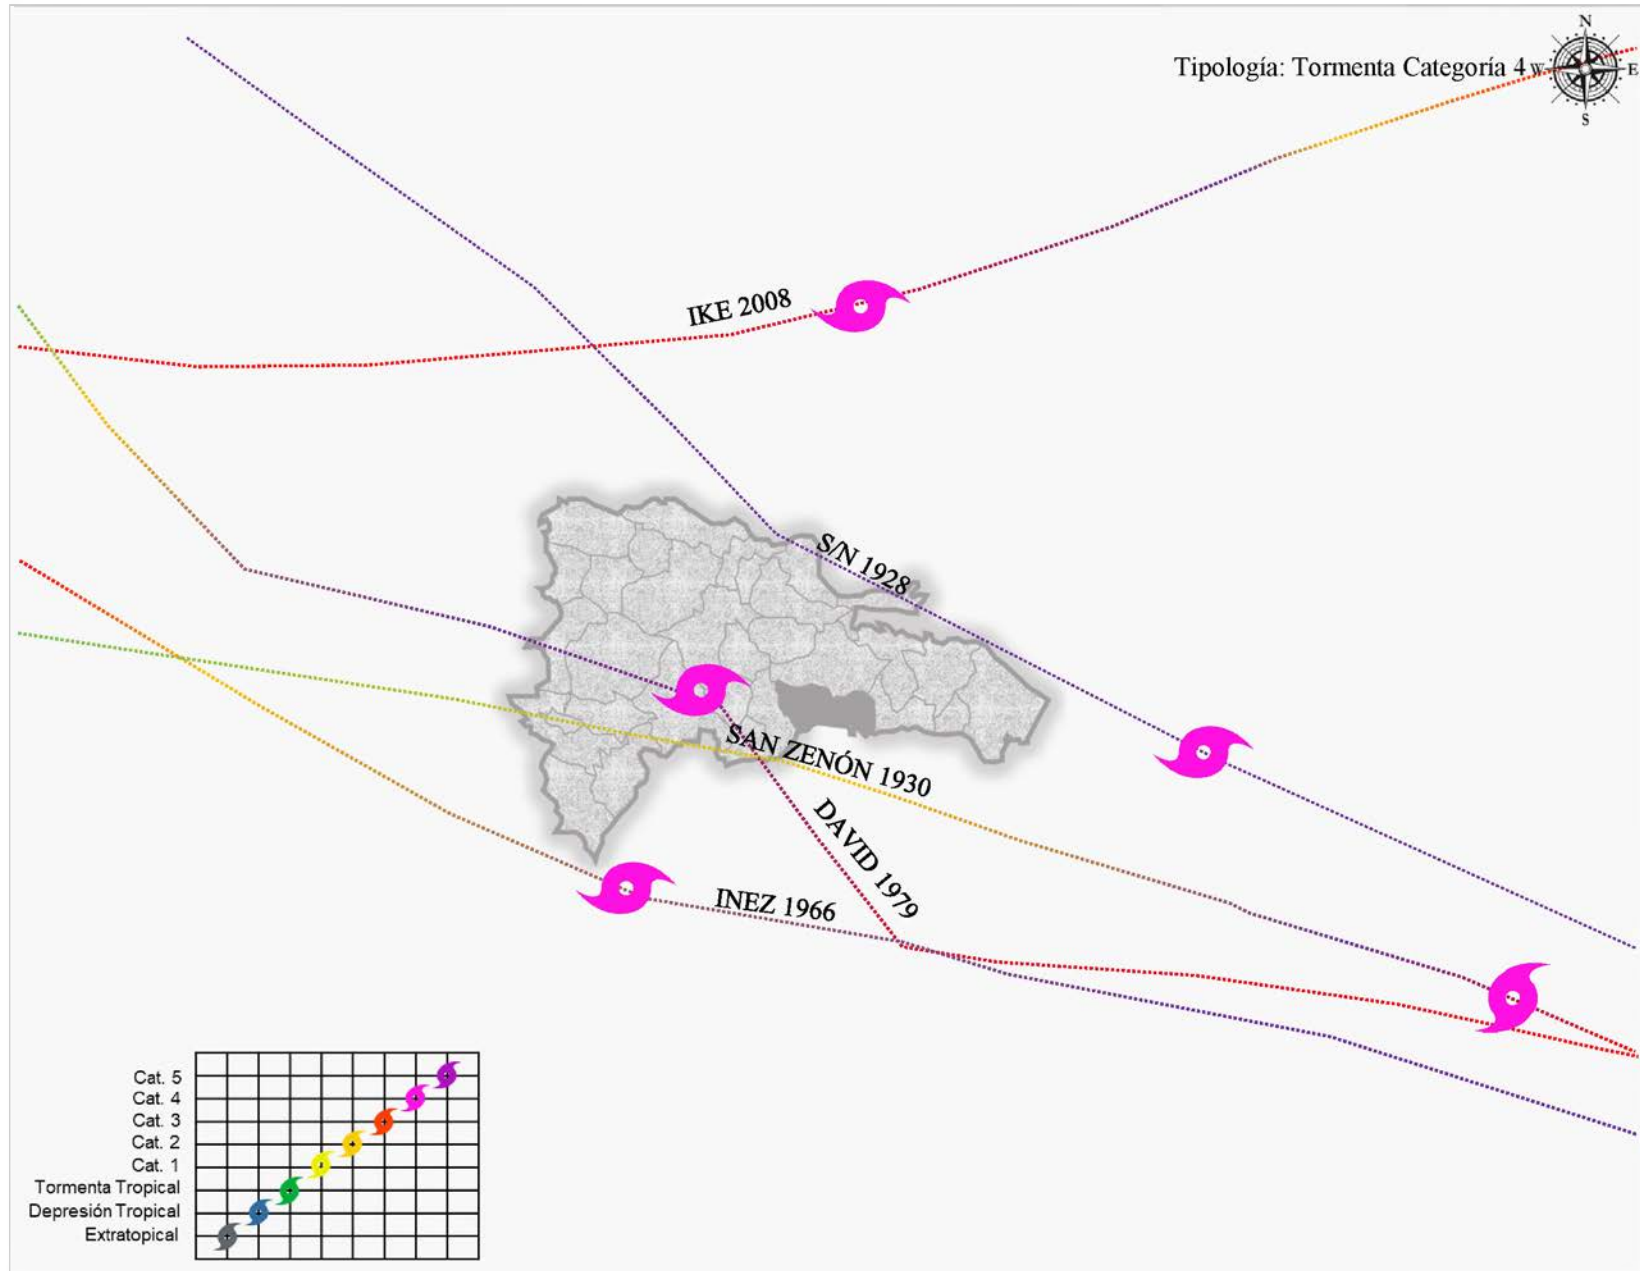 N
Tipología: Tormenta Categoría 4
W
E
S
IKE 2008
S/N 1928
SAN ZENÓN 1930
DAVID 1979
INEZ 1966
Cat. 5
Cat. 4
Cat. 3
Cat. 2
Cat. 1
Tormenta Tropical
Depresión Tropical
Extratopical